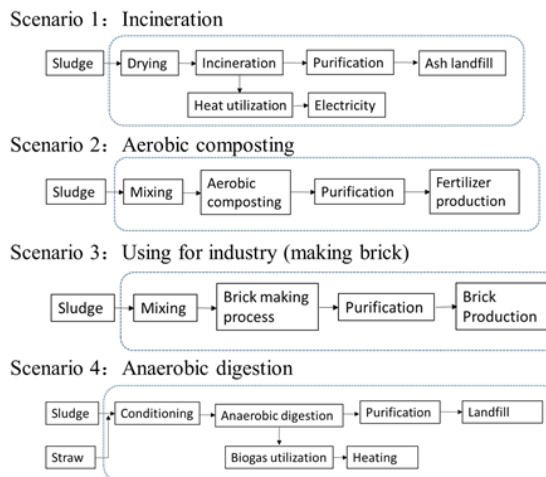 Scenario 1: Incineration
Sludge
Drying
Incineration
Purification
Ash landfill
Heat utilization
Electricity
Scenario 2: Aerobic composting
Sludge
Mixing
Aerobic
composting
Purification
Fertilizer
production
Scenario 3: Using for industry (making brick)
Sludge
Mixing
Brick making
process
Purification
Brick
Production
Scenario 4: Anaerobic digestion
Sludge
Conditioning
Anaerobic digestion
Purification
Landfill
Straw
Biogas utilization
Heating